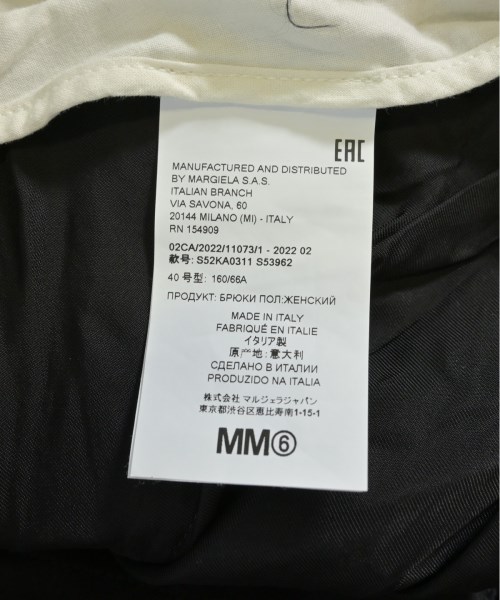 EAC
MANUFACTURED AND DISTRIBUTED
BY MARGIELA S.A.S.
ITALIAN BRANCH
VIA SAVONA, 60
20144 MILANO (MI) - ITALY
RN 154909
02CA/2022/11073/1 - 2022 02
款号: S52KA0311 S53962
40 号型: 160/66A
ПРОДУКТ: БРЮКИ ПОЛ:ЖЕНСКИЙ
MADE IN ITALY
FABRIQUÉ EN ITALIE
イタリア製
原产地: 意大利
СДЕЛАНО В ИТАЛИИ
PRODUZIDO NA ITALIA
株式会社 マルジェラジャパン
東京都渋谷区恵比寿南1-15-1
MM⑥